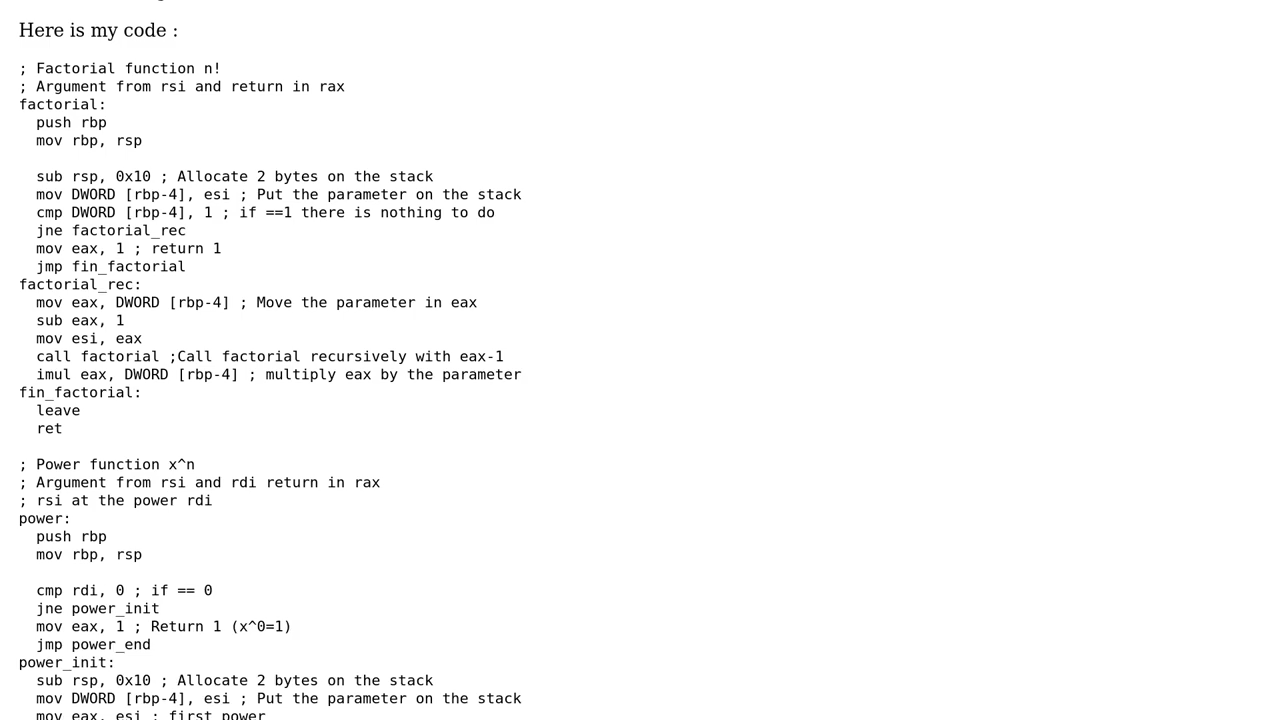 Here is my code :
; Factorial function n!
; Argument from rsi and return in rax
factorial:
  push rbp
  mov rbp, rsp

  sub rsp, 0x10 ; Allocate 2 bytes on the stack
  mov DWORD [rbp-4], esi ; Put the parameter on the stack
  cmp DWORD [rbp-4], 1 ; if ==1 there is nothing to do
  jne factorial_rec
  mov eax, 1 ; return 1
  jmp fin_factorial
factorial_rec:
  mov eax, DWORD [rbp-4] ; Move the parameter in eax
  sub eax, 1
  mov esi, eax
  call factorial ;Call factorial recursively with eax-1
  imul eax, DWORD [rbp-4] ; multiply eax by the parameter
fin_factorial:
  leave
  ret

; Power function x^n
; Argument from rsi and rdi return in rax
; rsi at the power rdi
power:
  push rbp
  mov rbp, rsp

  cmp rdi, 0 ; if == 0
  jne power_init
  mov eax, 1 ; Return 1 (x^0=1)
  jmp power_end
power_init:
  sub rsp, 0x10 ; Allocate 2 bytes on the stack
  mov DWORD [rbp-4], esi ; Put the parameter on the stack
  mov eax, esi ; first power